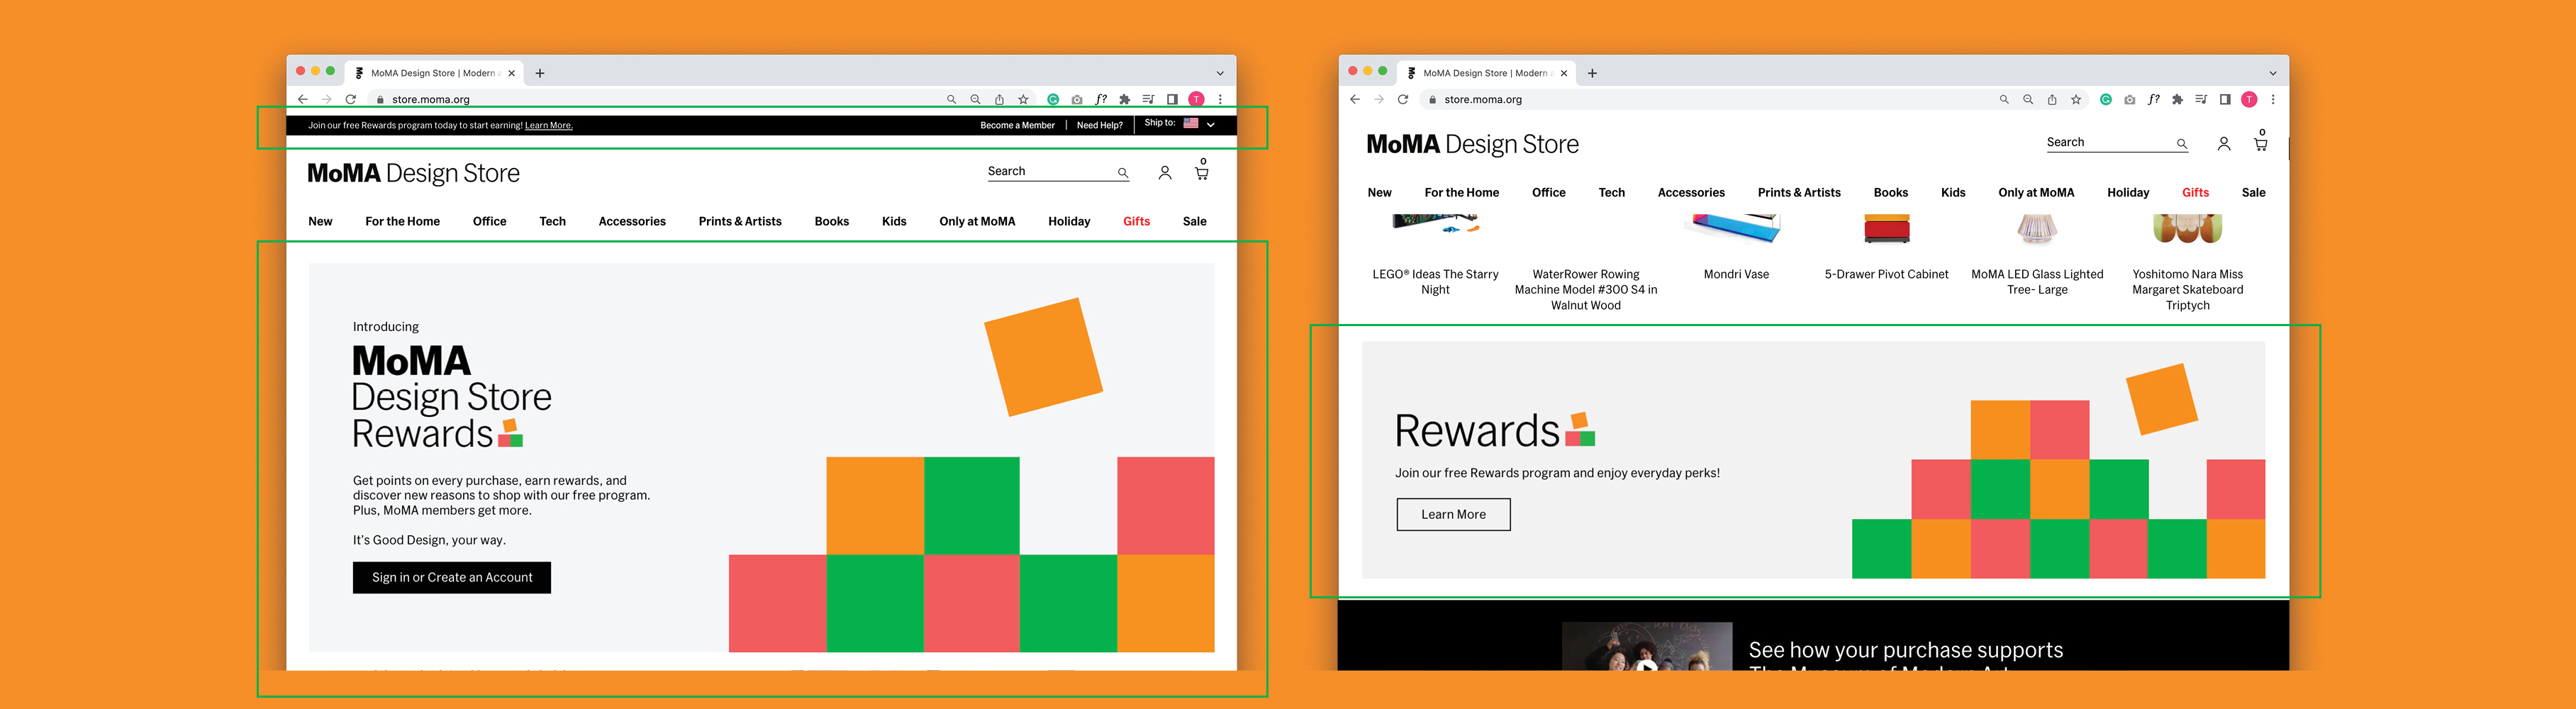 MoMA Design Store | Modern
store.moma.org
T
Join our free Rewards program today to start earning! Learn More.
Become a Member | Need Help?
Ship to:
MoMA Design Store
Search
0
New For the Home Office Tech Accessories Prints & Artists Books Kids Only at MoMA Holiday Gifts Sale
Introducing
MoMA
Design Store
Rewards
Get points on every purchase, earn rewards, and
discover new reasons to shop with our free program.
Plus, MoMA members get more.
It's Good Design, your way.
Sign in or Create an Account
MoMA Design Store | Modern
store.moma.org
f?
T
MoMA Design Store
Search
0
New For the Home Office Tech Accessories Prints & Artists Books Kids Only at MoMA Holiday Gifts Sale
LEGO® Ideas The Starry
Night
WaterRower Rowing
Machine Model #300 S4 in
Walnut Wood
Mondri Vase
5-Drawer Pivot Cabinet
MoMA LED Glass Lighted
Tree- Large
Yoshitomo Nara Miss
Margaret Skateboard
Triptych
Rewards
Join our free Rewards program and enjoy everyday perks!
Learn More
See how your purchase supports
The Museum of Modern Art